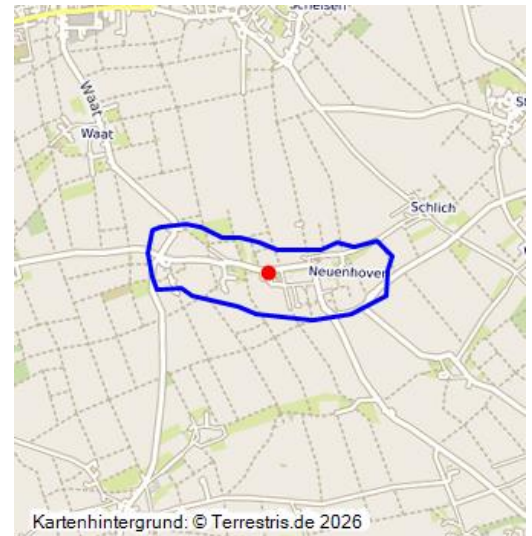 Waat
Waat
Schlich
Neuenhoven
Kartenhintergrund: © Terrestris.de 2026